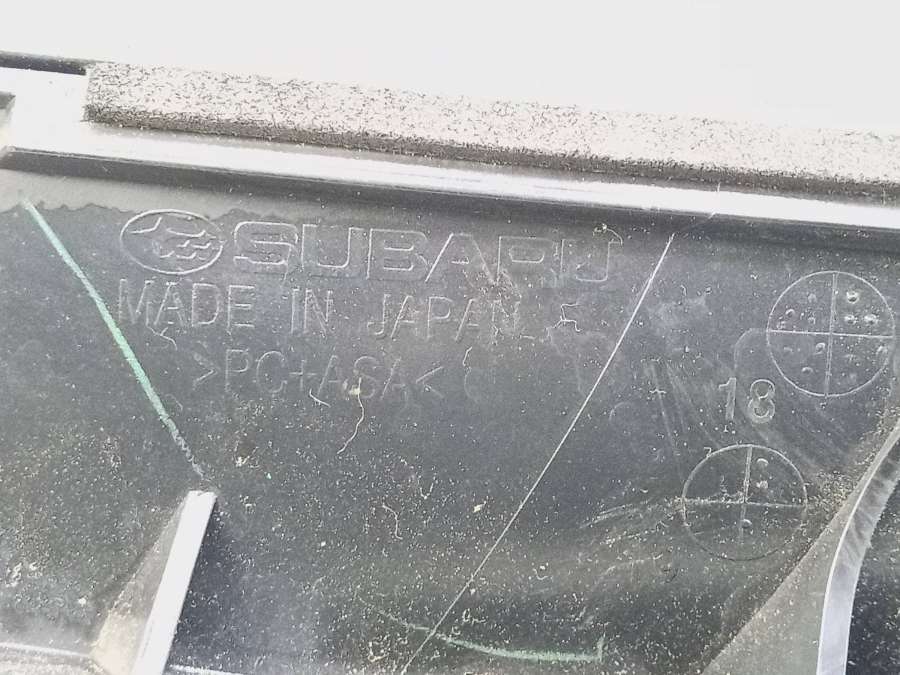 SUBARU
MADE IN JAPAN
>PC+ASA<
18